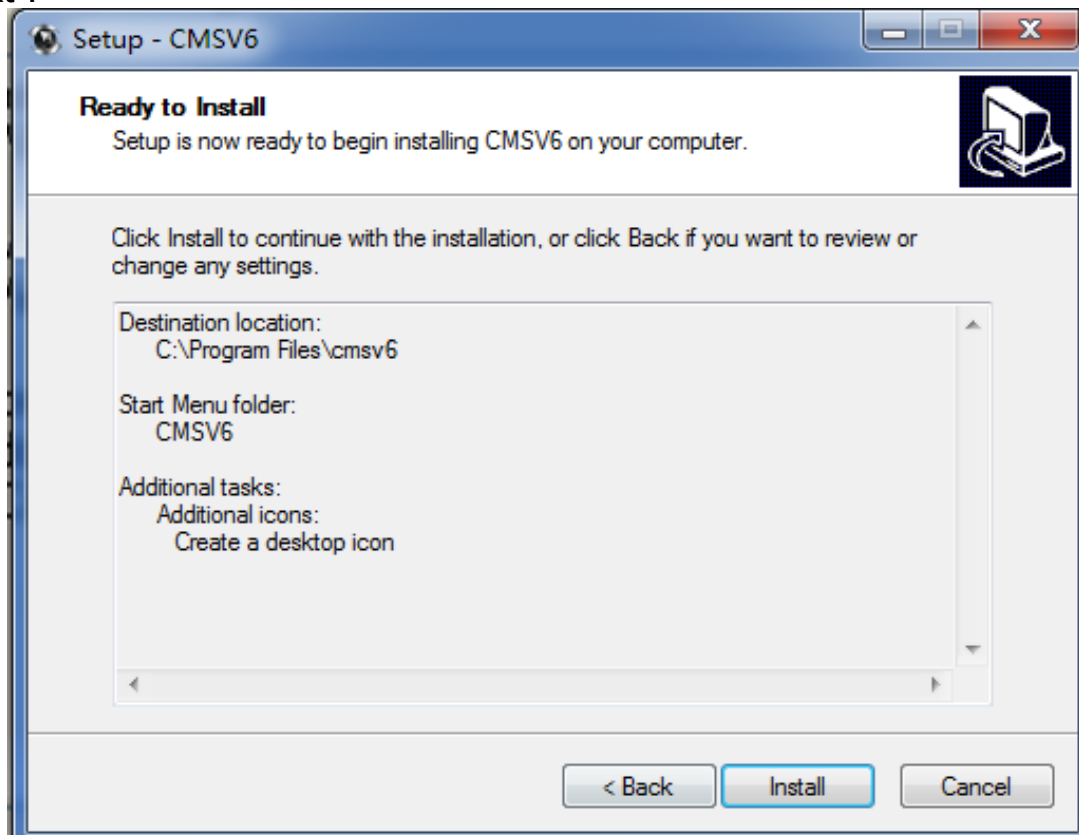 Setup - CMSV6
Ready to Install
Setup is now ready to begin installing CMSV6 on your computer.
Click Install to continue with the installation, or click Back if you want to review or
change any settings.
Destination location:
C:\Program Files\cmsv6
Start Menu folder:
CMSV6
Additional tasks:
Additional icons:
Create a desktop icon
< Back
Install
Cancel